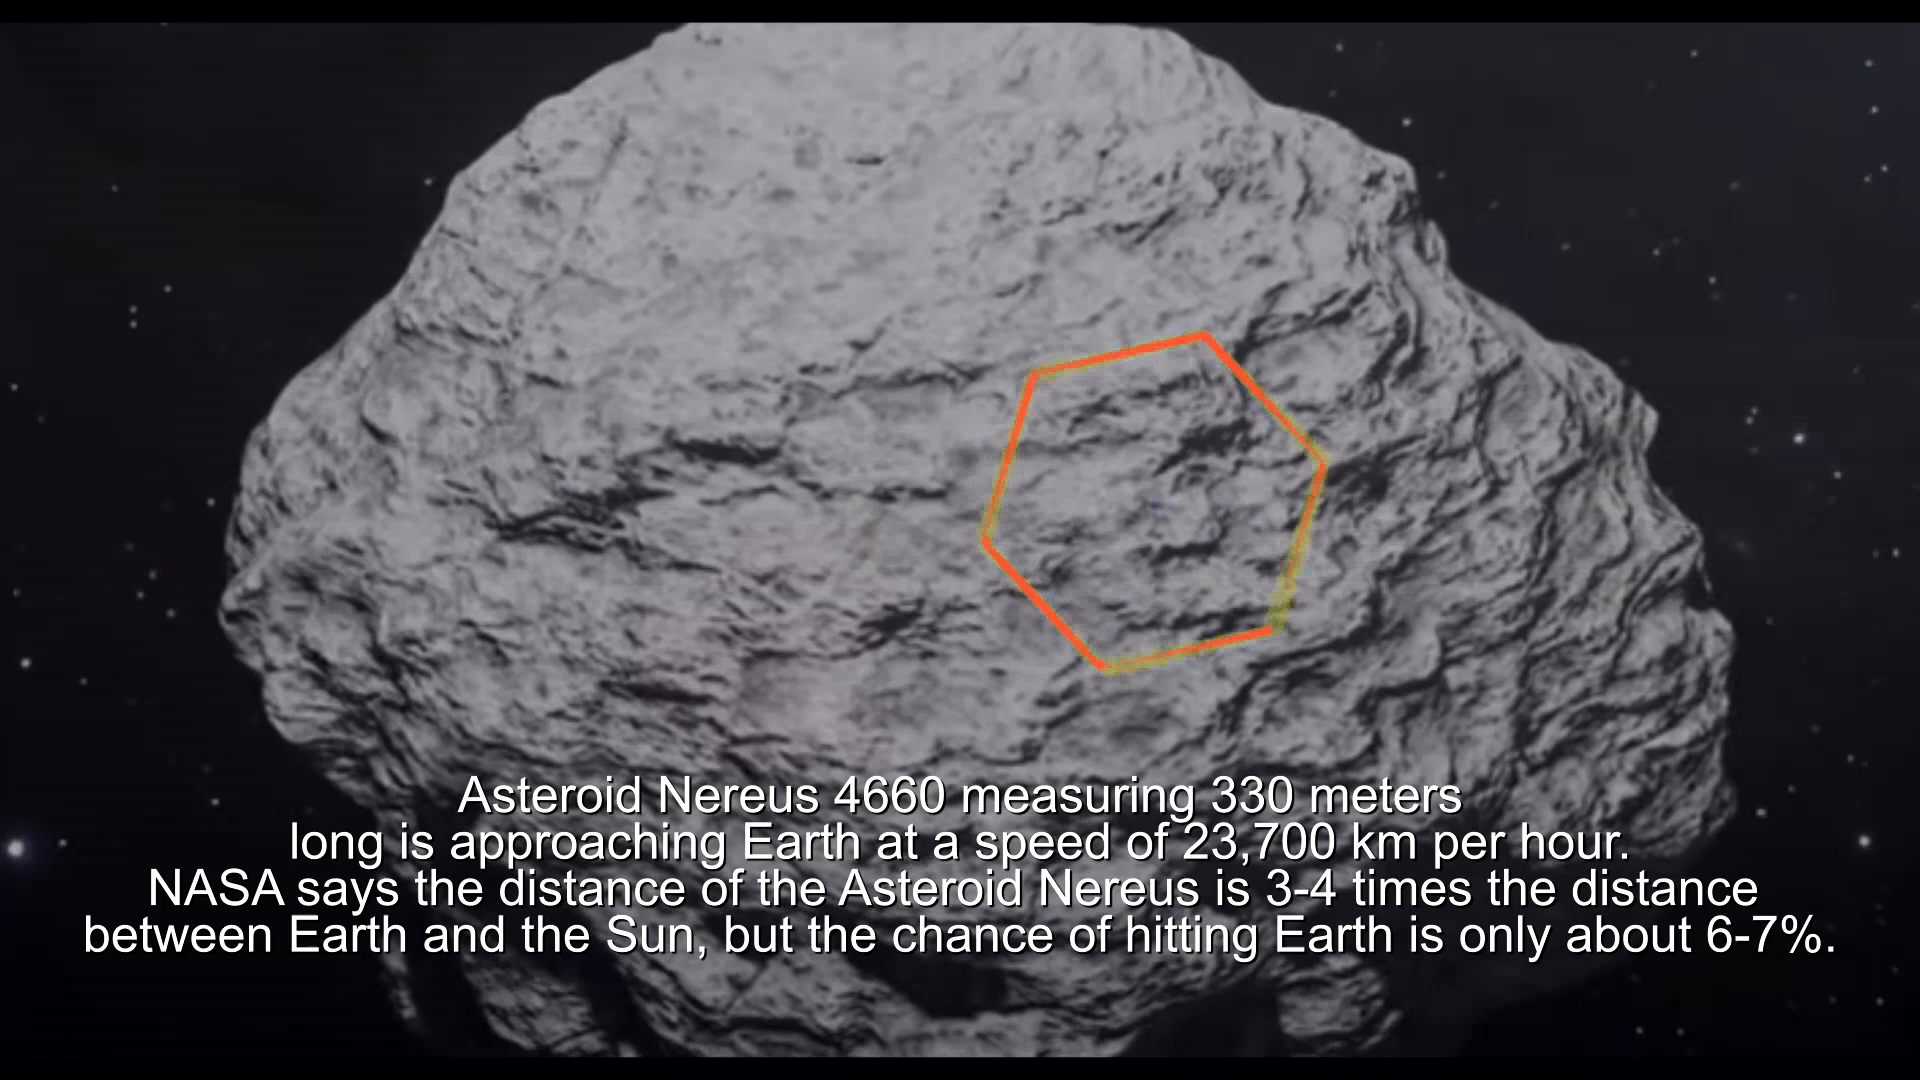 Asteroid Nereus 4660 measuring 330 meters
long is approaching Earth at a speed of 23,700 km per hour.
NASA says the distance of the Asteroid Nereus is 3-4 times the distance
between Earth and the Sun, but the chance of hitting Earth is only about 6-7%.